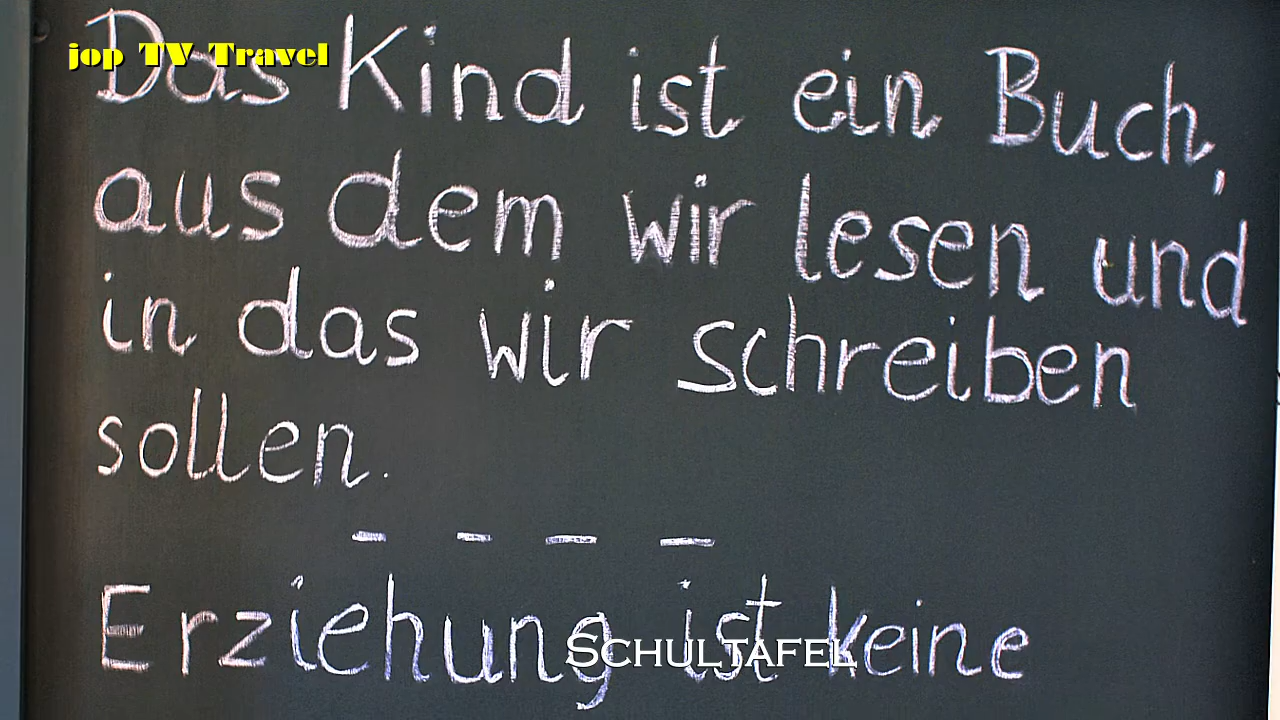 jop TV Travel
Das Kind ist ein Buch,
aus dem wir lesen und
in das wir schreiben
sollen.
- - - -
Erziehung ist keine
SCHULTAFEL